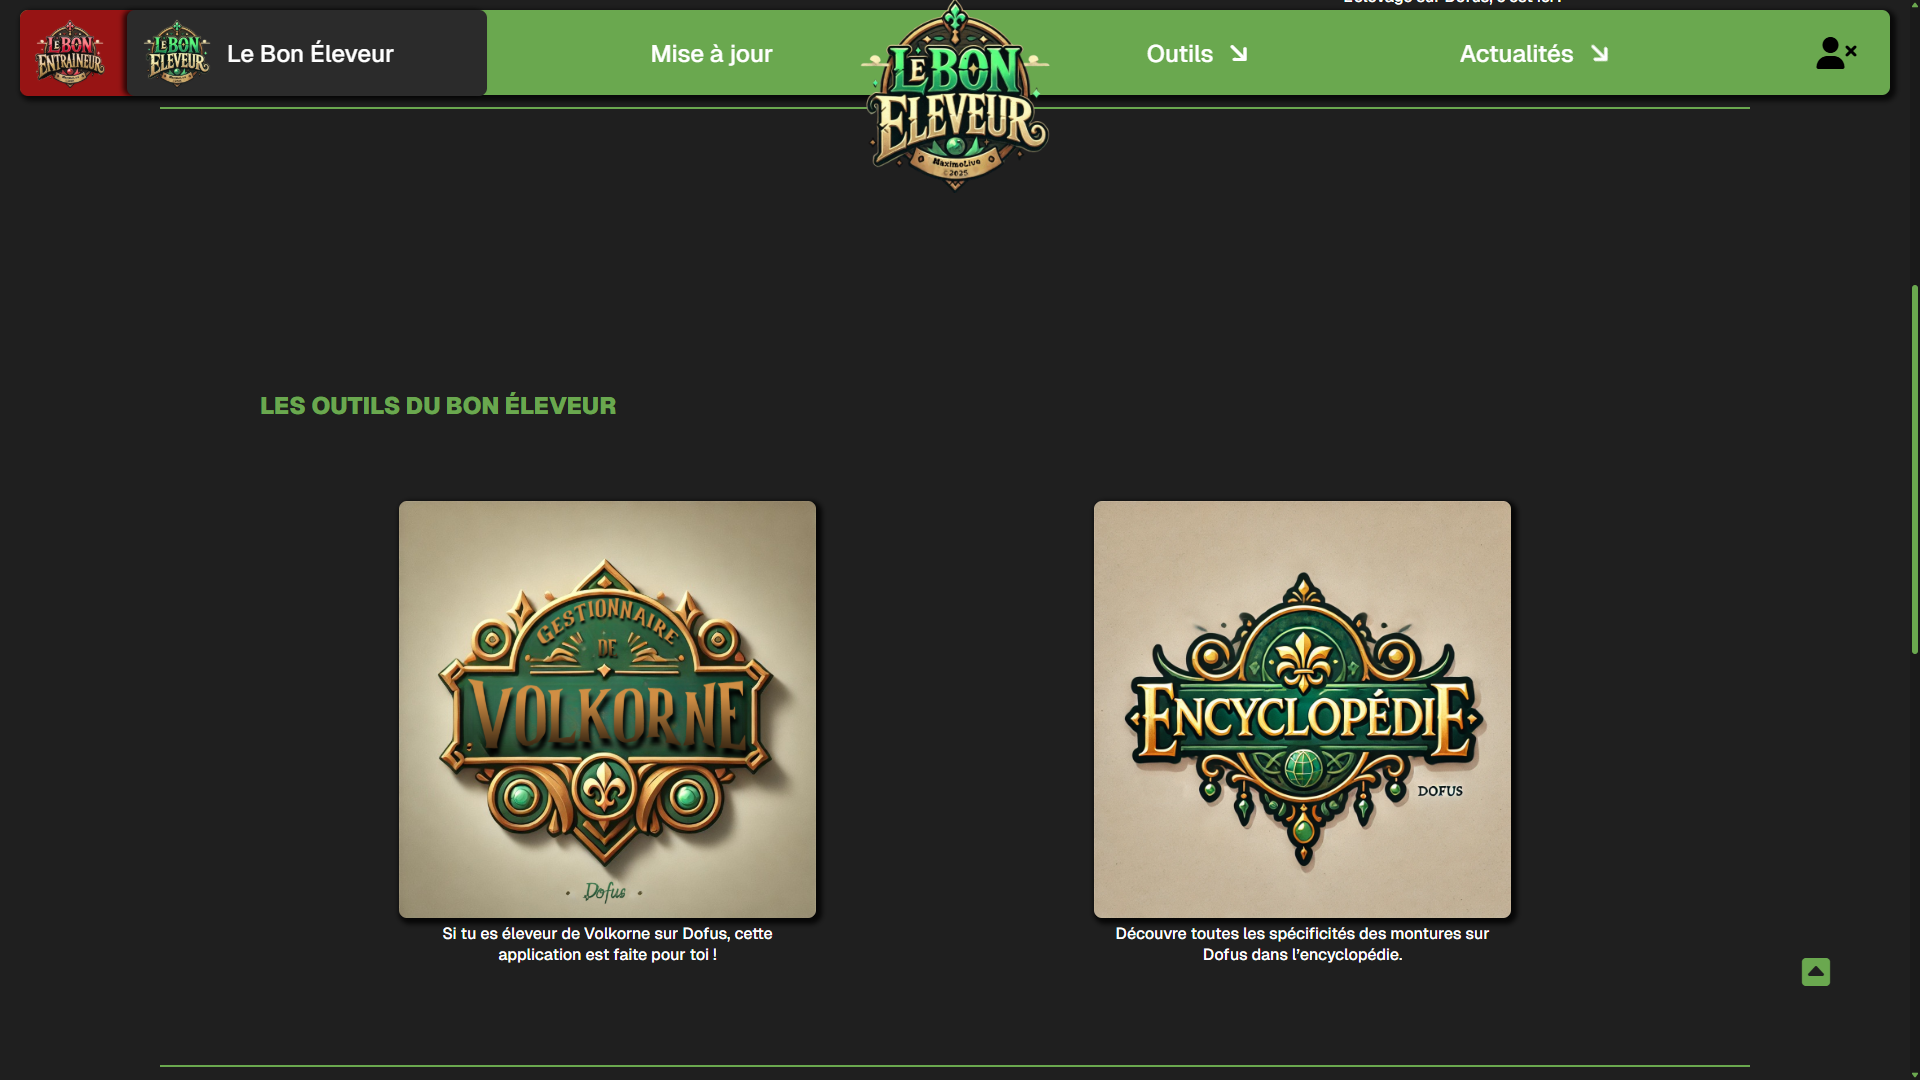 LE BON
ENTRAINEUR
LE BON
ELEVEUR
Le Bon Éleveur
Mise à jour
LE BON
ELEVEUR
MaximoLive
©2025
Outils
Actualités
LES OUTILS DU BON ÉLEVEUR
GESTIONNAIRE
DE
VOLKORNE
Dofus
Si tu es éleveur de Volkorne sur Dofus, cette
application est faite pour toi !
ENCYCLOPÉDIE
DOFUS
Découvre toutes les spécificités des montures sur
Dofus dans l'encyclopédie.